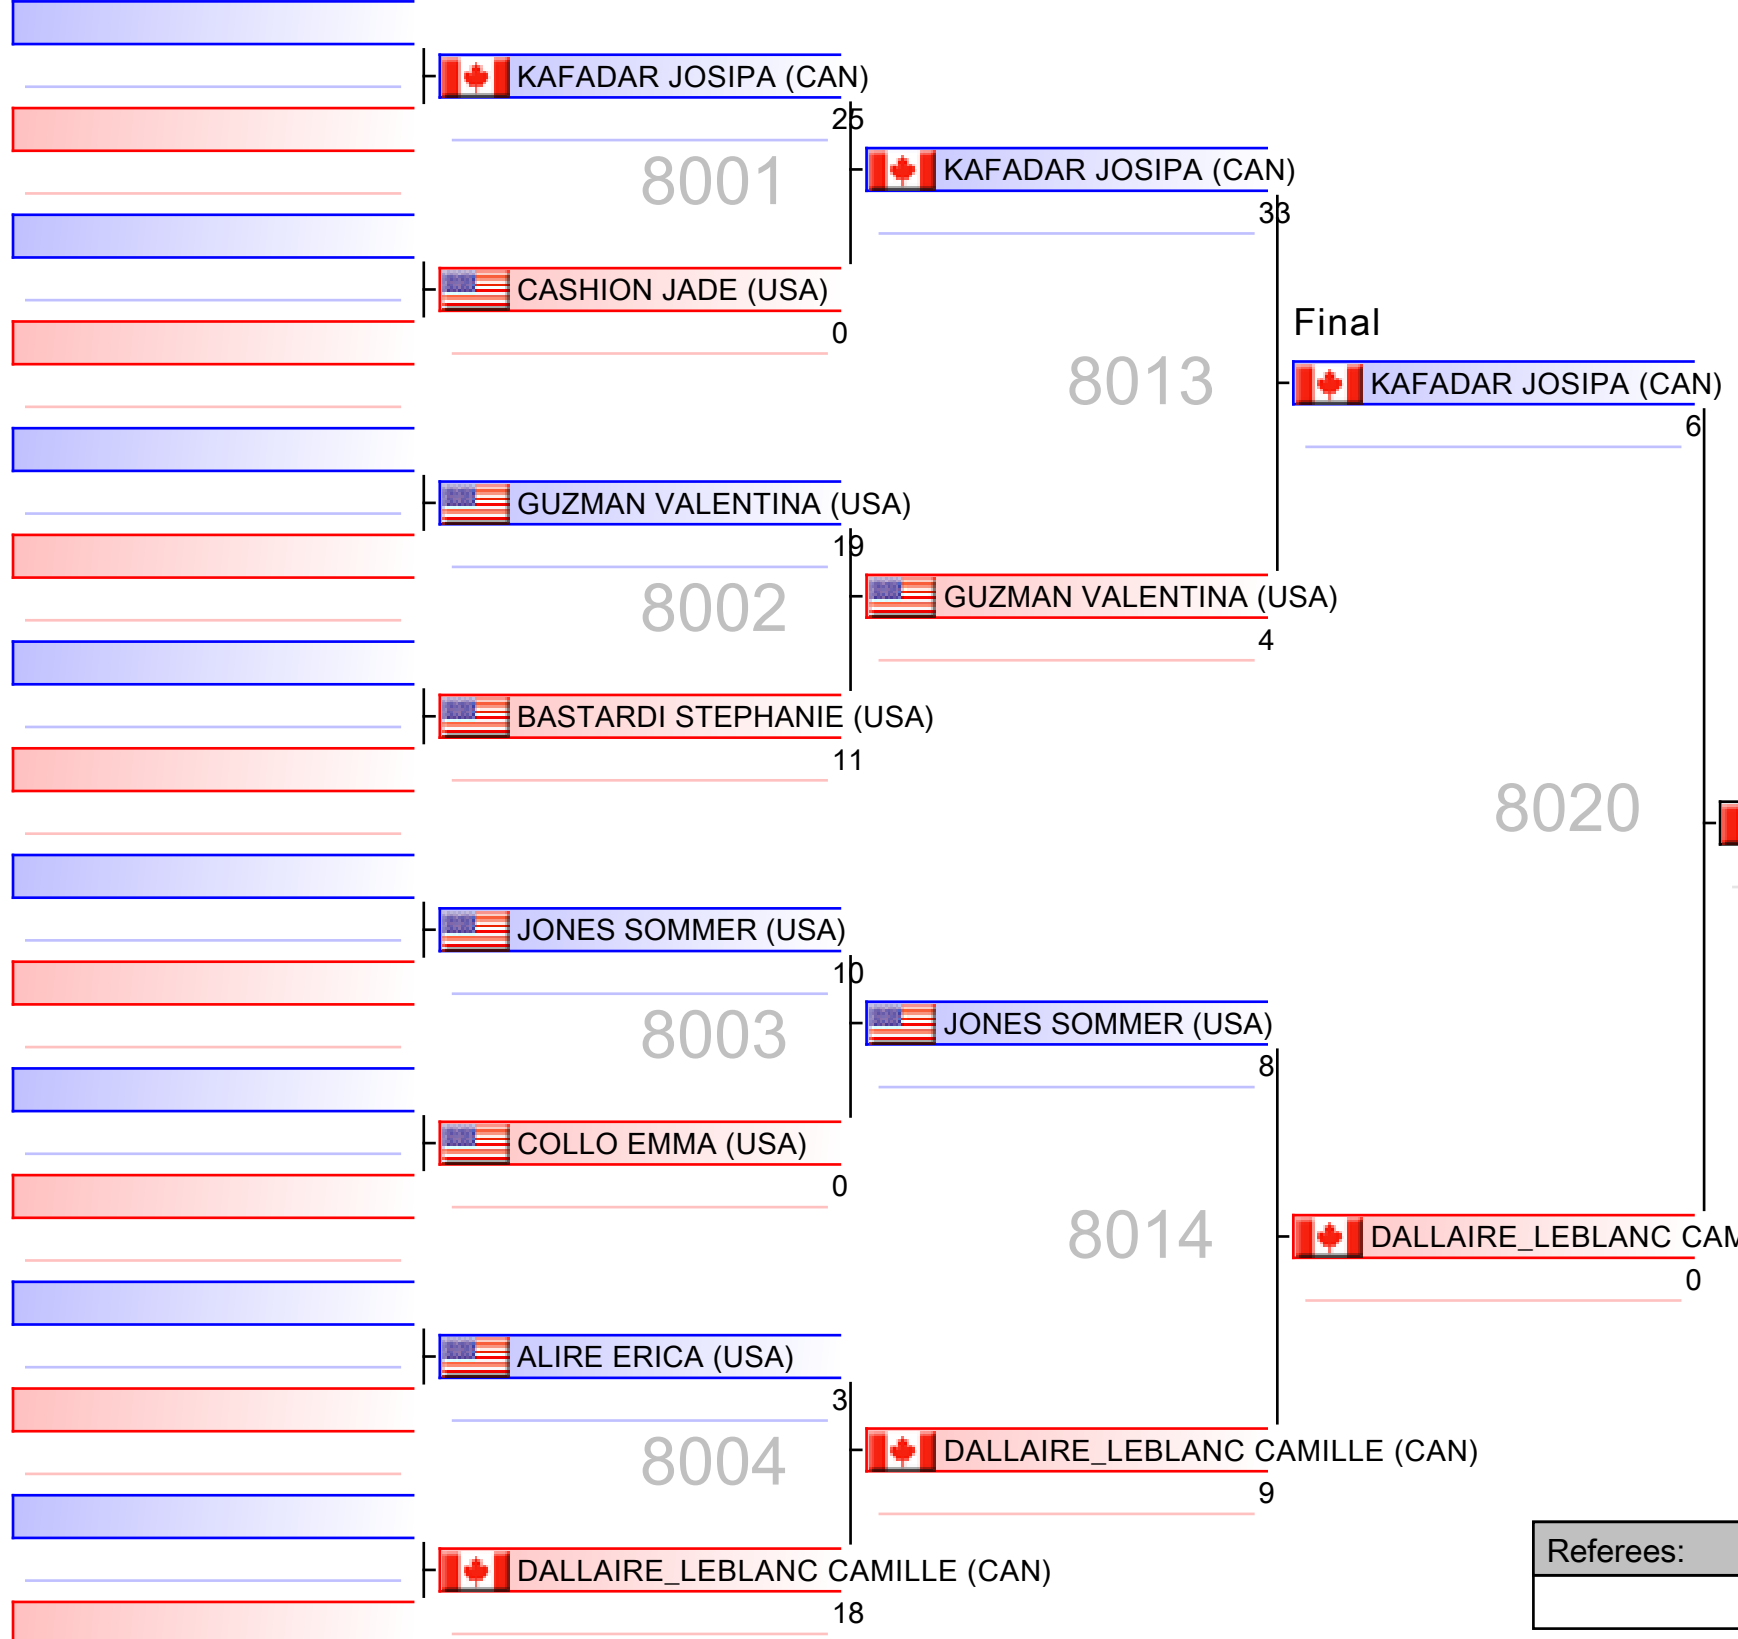 KAFADAR JOSIPA (CAN)
25
8001
CASHION JADE (USA)
0
GUZMAN VALENTINA (USA)
19
8002
BASTARDI STEPHANIE (USA)
11
JONES SOMMER (USA)
10
8003
COLLO EMMA (USA)
0
ALIRE ERICA (USA)
3
8004
DALLAIRE_LEBLANC CAMILLE (CAN)
18
KAFADAR JOSIPA (CAN)
33
8013
GUZMAN VALENTINA (USA)
4
JONES SOMMER (USA)
8
8014
DALLAIRE_LEBLANC CAMILLE (CAN)
9
Final
KAFADAR JOSIPA (CAN)
6
8020
DALLAIRE_LEBLANC CAM
0
Referees: